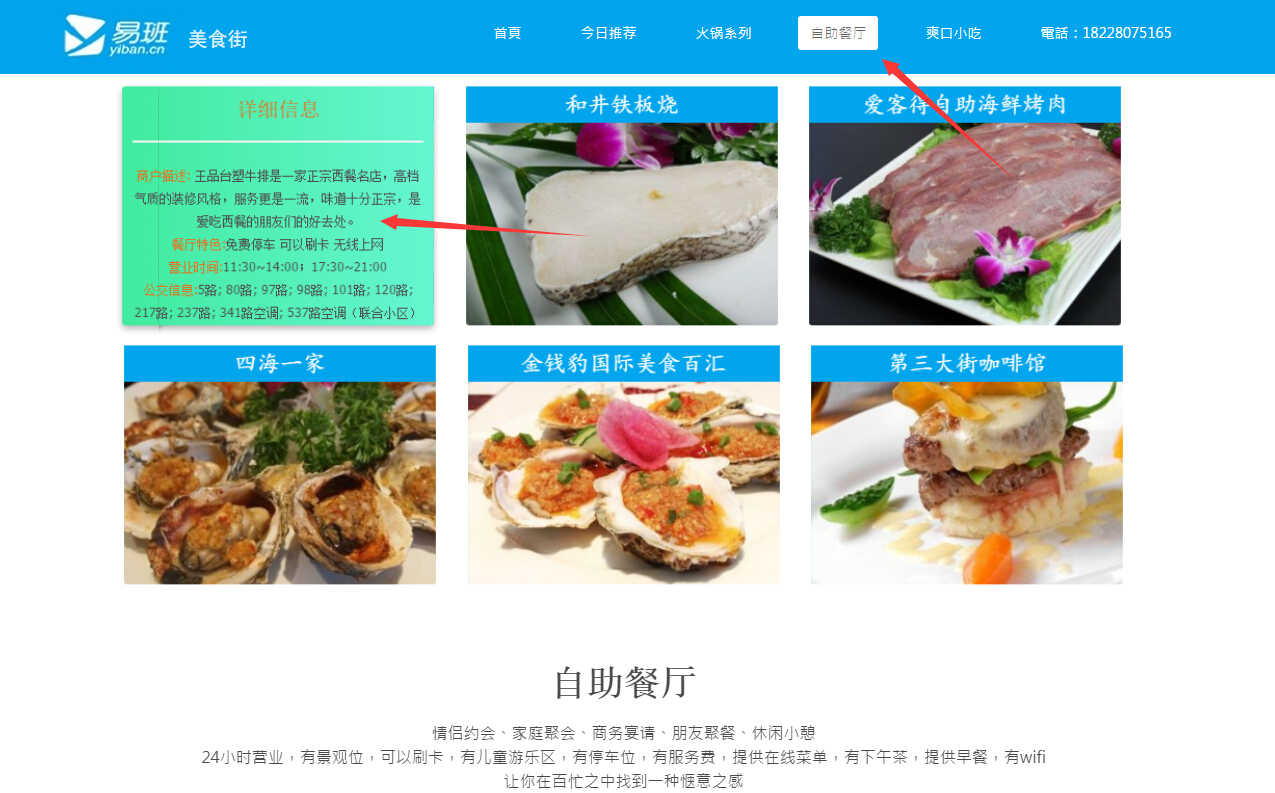 易班
yiban.cn
美食街
首頁
今日推荐
火锅系列
自助餐厅
爽口小吃
電話：18228075165
详细信息
商户描述: 王品台塑牛排是一家正宗西餐名店，高档
气质的装修风格，服务更是一流，味道十分正宗，是
爱吃西餐的朋友们的好去处。
餐厅特色:免费停车 可以刷卡 无线上网
营业时间:11:30~14:00；17:30~21:00
公交信息:5路; 80路; 97路; 98路; 101路; 120路;
217路; 237路; 341路空调; 537路空调（联合小区）
和井铁板烧
爱客得自助海鲜烤肉
四海一家
金钱豹国际美食百汇
第三大街咖啡馆
自助餐厅
情侣约会、家庭聚会、商务宴请、朋友聚餐、休闲小憩
24小时营业，有景观位，可以刷卡，有儿童游乐区，有停车位，有服务费，提供在线菜单，有下午茶，提供早餐，有wifi
让你在百忙之中找到一种惬意之感